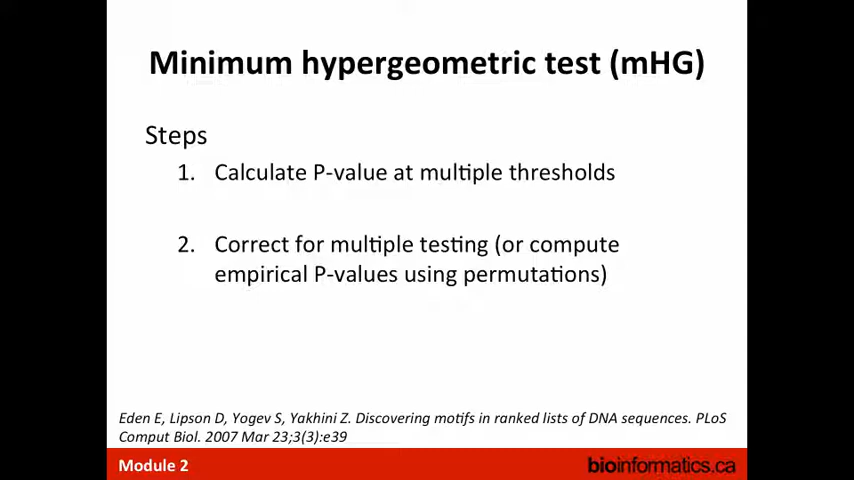 Minimum hypergeometric test (mHG)
Steps
1. Calculate P-value at multiple thresholds
2. Correct for multiple testing (or compute
empirical P-values using permutations)
Eden E, Lipson D, Yogev S, Yakhini Z. Discovering motifs in ranked lists of DNA sequences. PLoS
Comput Biol. 2007 Mar 23;3(3):e39
Module 2
bioinformatics.ca